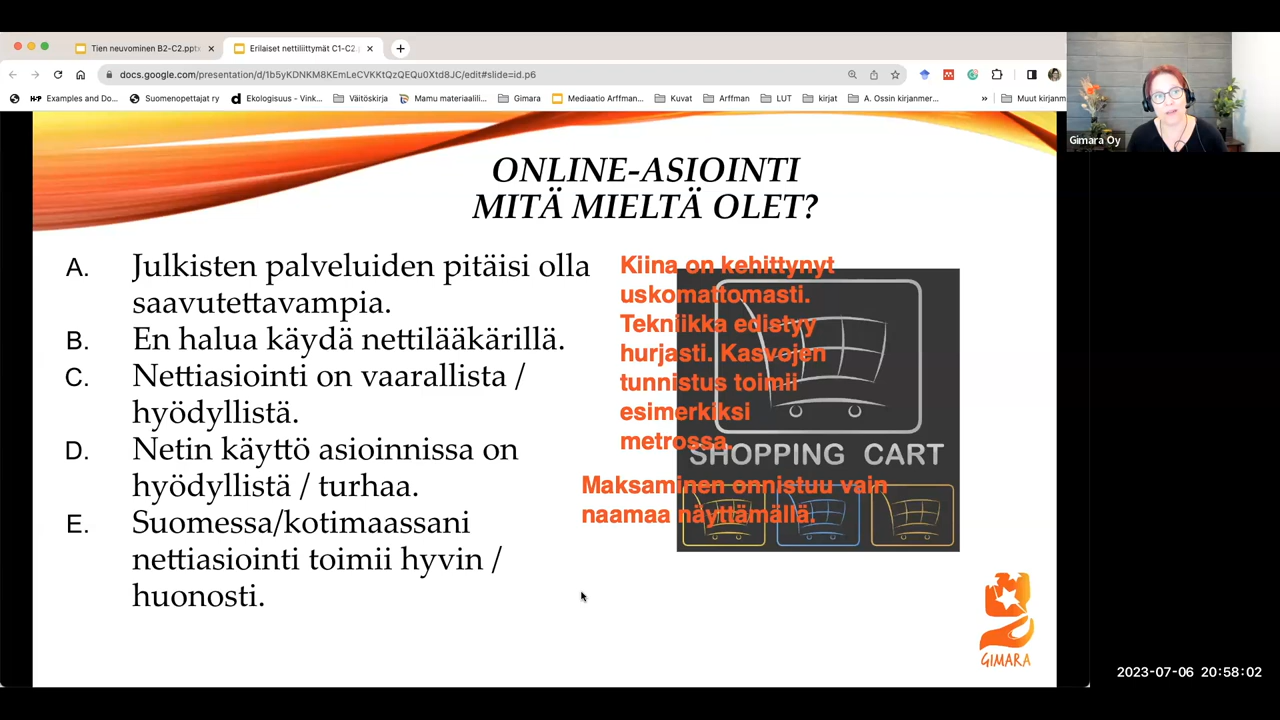 Tien neuvominen B2-C2.pptx
Erilaiset nettiliittymät C1-C2.
docs.google.com/presentation/d/1b5yKDNKM8KEmLeCVKKtQzQEQu0Xtd8JC/edit#slide=id.p6
Examples and Do... Suomenopettajat ry Ekologisuus - Vink... Väitöskirja Mamu materiaalili... Gimara Mediaatio Arffman... Kuvat Arffman LUT kirjat A. Ossin kirjanmer... » Muut kirjanm
Gimara Oy
ONLINE-ASIOINTI
MITÄ MIELTÄ OLET?
A. Julkisten palveluiden pitäisi olla
saavutettavampia.
B. En halua käydä nettilääkärillä.
C. Nettiasiointi on vaarallista /
hyödyllistä.
D. Netin käyttö asioinnissa on
hyödyllistä / turhaa.
E. Suomessa/kotimaassani
nettiasiointi toimii hyvin /
huonosti.
Kiina on kehittynyt
uskomattomasti.
Tekniikka edistyy
hurjasti. Kasvojen
tunnistus toimii
esimerkiksi
metrossa.
SHOPPING CART
Maksaminen onnistuu vain
naamaa näyttämällä.
GIMARA
2023-07-06 20:58:02